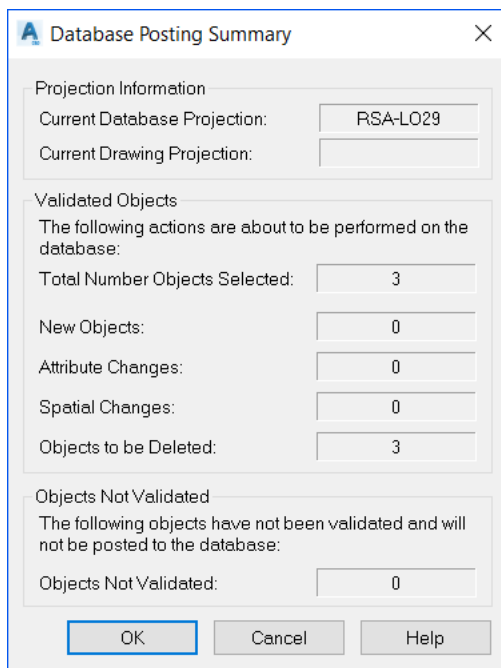 Database Posting Summary
Projection Information
Current Database Projection: RSA-LO29
Current Drawing Projection:
Validated Objects
The following actions are about to be performed on the
database:
Total Number Objects Selected: 3
New Objects: 0
Attribute Changes: 0
Spatial Changes: 0
Objects to be Deleted: 3
Objects Not Validated
The following objects have not been validated and will
not be posted to the database:
Objects Not Validated: 0
OK Cancel Help